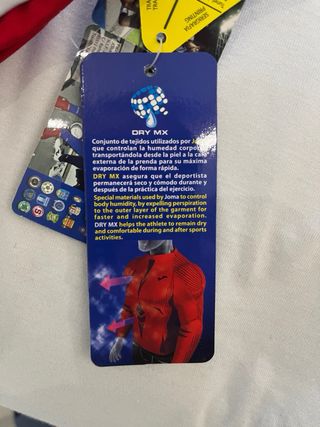 SERIGRAFIA
PRINTING
DRY MX
Conjunto de tejidos utilizados por
que controlan la humedad corporal
transportándola desde la piel a la capa
externa de la prenda para su máxima
evaporación de forma rápida.
DRY MX asegura que el deportista
permanecerá seco y cómodo durante y
después de la práctica del ejercicio.
Special materials used by Joma to control
body humidity, by expelling perspiration
to the outer layer of the garment for
faster and increased evaporation.
DRY MX helps the athlete to remain dry
and comfortable during and after sports
activities.